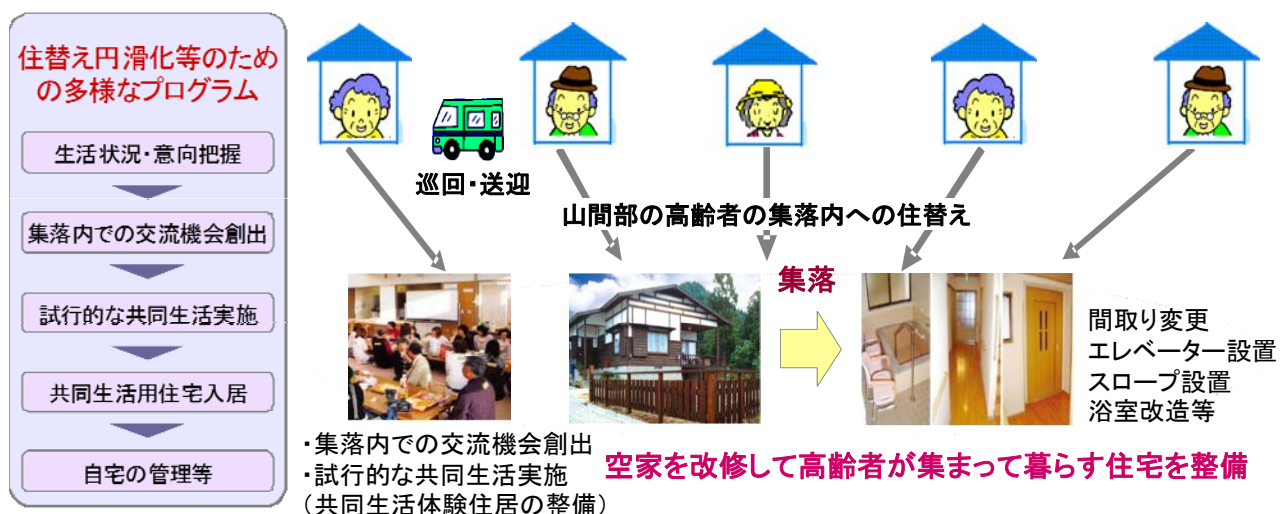 住替え円滑化等のため
の多様なプログラム
生活状況・意向把握
集落内での交流機会創出
試行的な共同生活実施
共同生活用住宅入居
自宅の管理等
巡回・送迎
山間部の高齢者の集落内への住替え
集落
間取り変更
エレベーター設置
スロープ設置
浴室改造等
・集落内での交流機会創出
・試行的な共同生活実施
（共同生活体験住居の整備）
空家を改修して高齢者が集まって暮らす住宅を整備